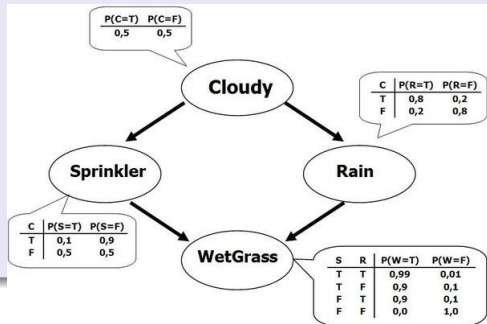 P(C=T) P(C=F)
0,5 0,5
Cloudy
C P(R=T) P(R=F)
T 0,8 0,2
F 0,2 0,8
Sprinkler
Rain
C P(S=T) P(S=F)
T 0,1 0,9
F 0,5 0,5
WetGrass
S R P(W=T) P(W=F)
T T 0,99 0,01
T F 0,9 0,1
F T 0,9 0,1
F F 0,0 1,0